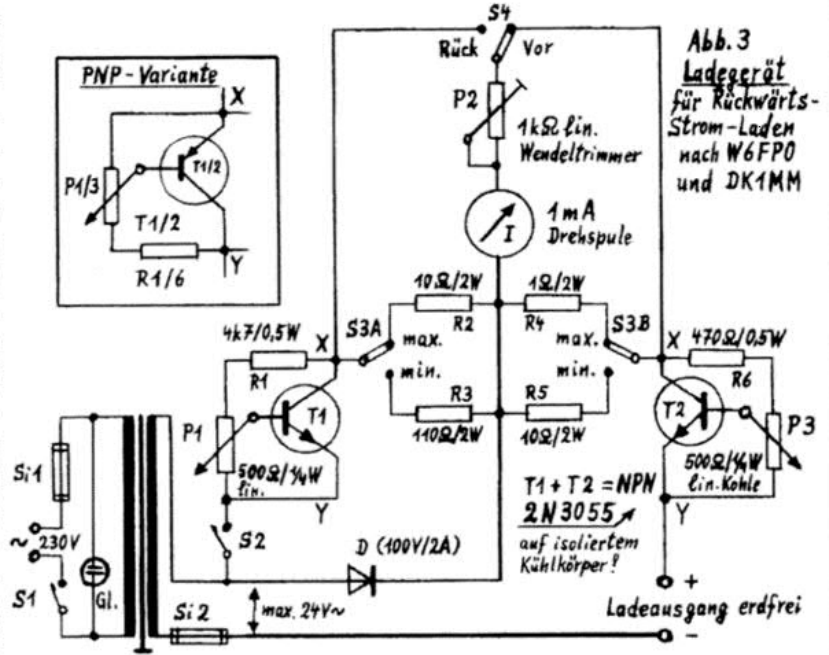 S4
Rück
Vor
Abb. 3
Ladegerät
für Rückwärts-
Strom-Laden
nach W6FPO
und DK1MM
PNP-Variante
X
T1/2
P1/3
T1/2
R1/6
Y
P2
1kΩ lin.
Wendeltrimmer
I
1mA
Drehspule
10Ω/2W
R2
1Ω/2W
R4
4k7/0,5W
R1
X
S3A
max.
min.
S3B
max.
min.
X
470Ω/0,5W
R6
R3
110Ω/2W
R5
10Ω/2W
P1
T1
500Ω/¼W
lin.
Y
S2
T2
P3
500Ω/¼W
lin.-Kohle
Y
T1 + T2 = NPN
2N3055
auf isoliertem
Kühlkörper!
Si1
~ 230V
S1
Gl.
Si2
D (100V/2A)
max. 24V~
+
Ladeausgang erdfrei
-